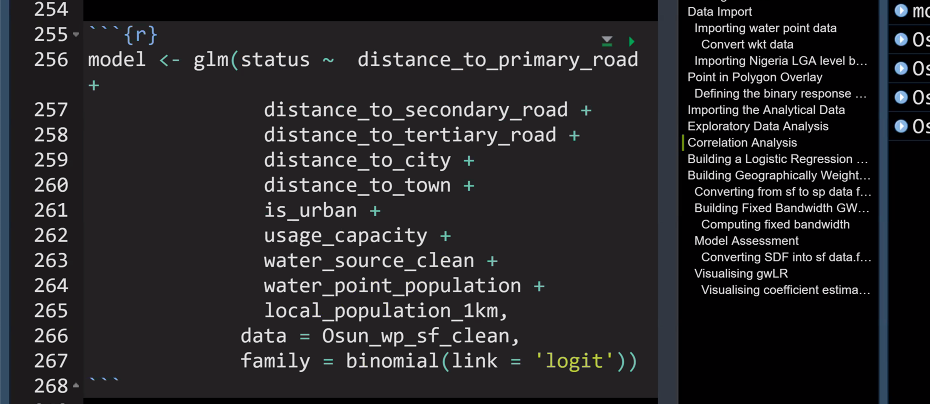 254
255 ```{r}
256 model <- glm(status ~  distance_to_primary_road
+
257 distance_to_secondary_road +
258 distance_to_tertiary_road +
259 distance_to_city +
260 distance_to_town +
261 is_urban +
262 usage_capacity +
263 water_source_clean +
264 water_point_population +
265 local_population_1km,
266 data = Osun_wp_sf_clean,
267 family = binomial(link = 'logit'))
268 ```
Data Import
Importing water point data
Convert wkt data
Importing Nigeria LGA level b...
Point in Polygon Overlay
Defining the binary response ...
Importing the Analytical Data
Exploratory Data Analysis
Correlation Analysis
Building a Logistic Regression ...
Building Geographically Weight...
Converting from sf to sp data f...
Building Fixed Bandwidth GW...
Computing fixed bandwidth
Model Assessment
Converting SDF into sf data.f...
Visualising gwLR
Visualising coefficient estima...
mo
Os
Os
Os
Os